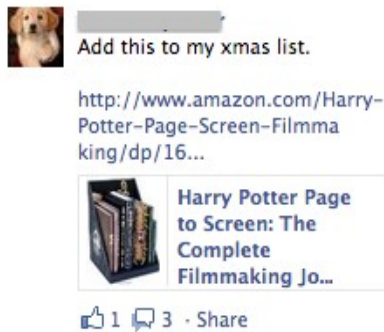 Add this to my xmas list.
http://www.amazon.com/Harry-
Potter-Page-Screen-Filmma
king/dp/16...
Harry Potter Page
to Screen: The
Complete
Filmmaking Jo...
1 3 · Share